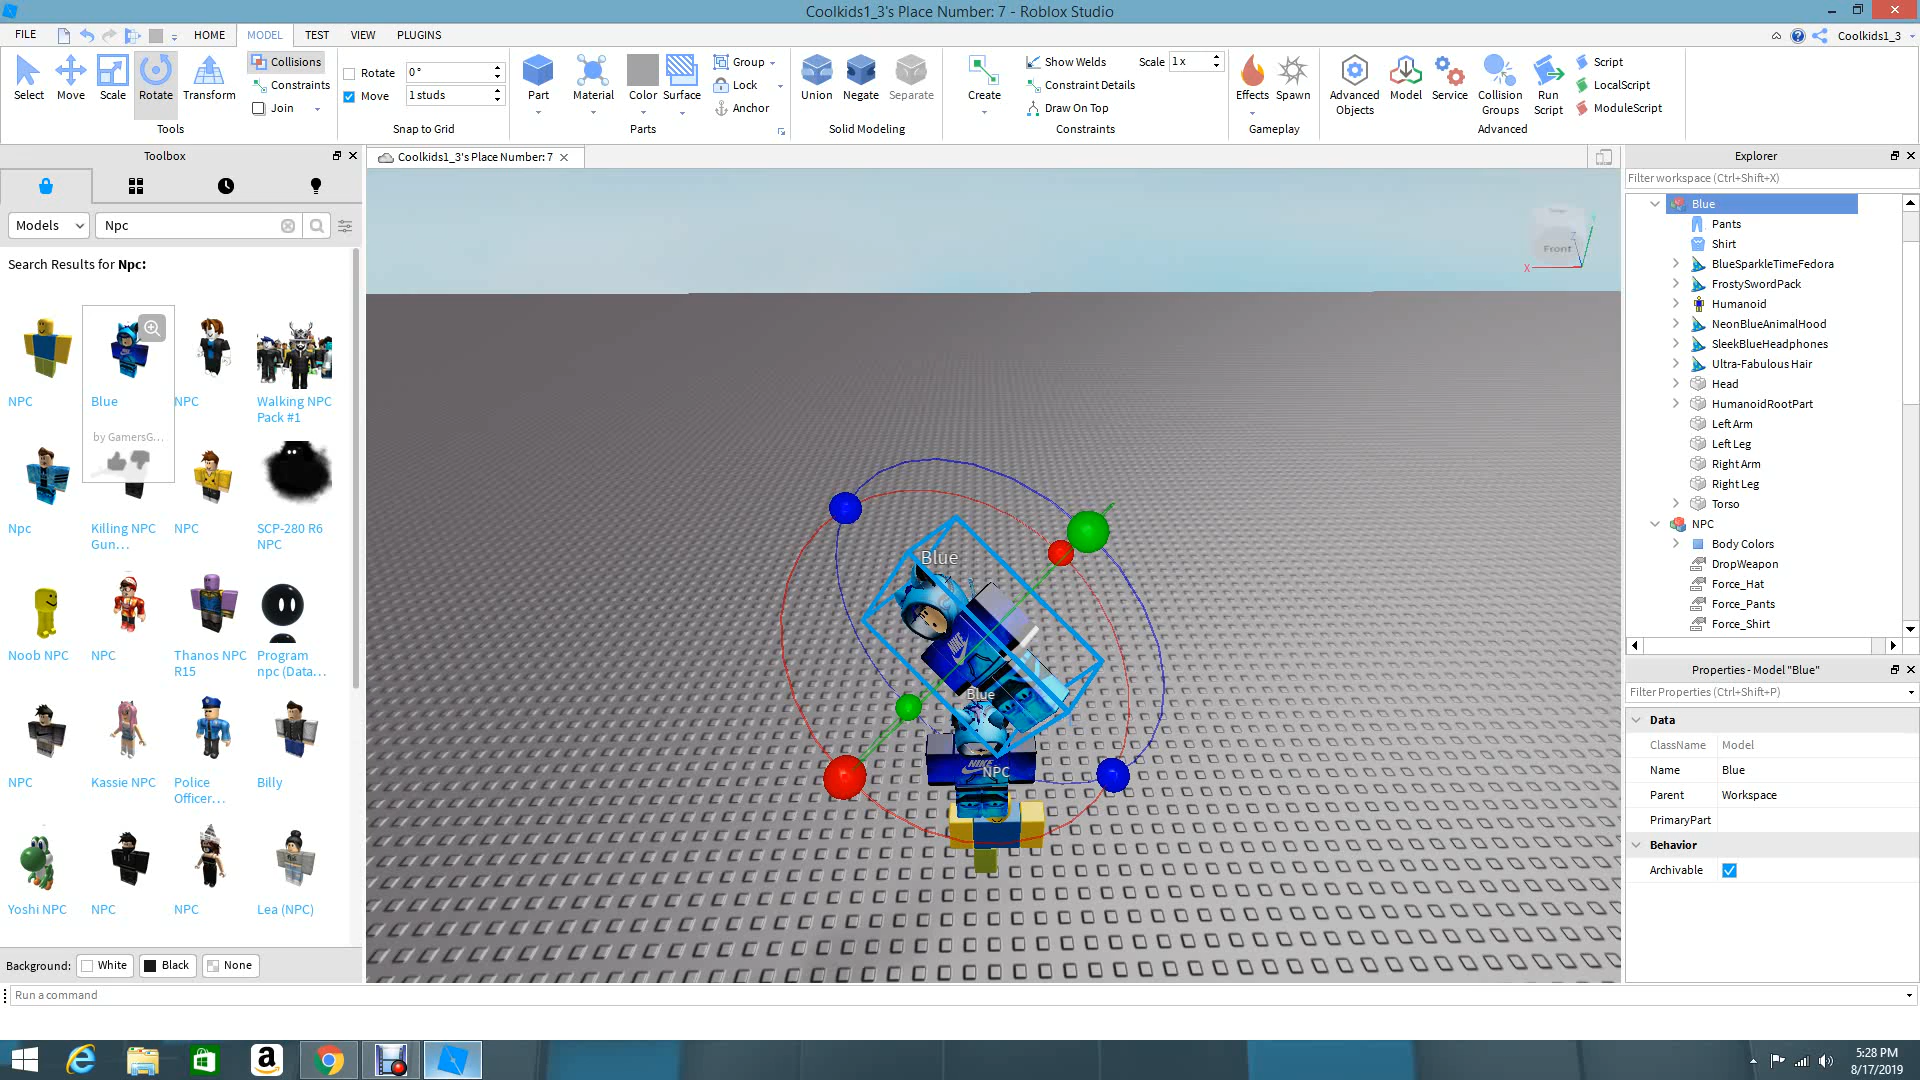 Coolkids1_3's Place Number: 7 - Roblox Studio
FILE HOME MODEL TEST VIEW PLUGINS Coolkids1_3
Select Move Scale Rotate Transform
Collisions
Constraints
Join
Tools
Rotate 0°
Move 1 studs
Snap to Grid
Part Material Color Surface
Group
Lock
Anchor
Parts
Union Negate Separate
Solid Modeling
Create
Show Welds
Constraint Details
Draw On Top
Scale 1 x
Constraints
Effects Spawn
Gameplay
Advanced Objects Model Service Collision Groups Run Script
Script
LocalScript
ModuleScript
Advanced
Toolbox
Models Npc
Search Results for Npc:
NPC Blue NPC Walking NPC Pack #1
by GamersG...
Npc Killing NPC Gun... NPC SCP-280 R6 NPC
Noob NPC NPC Thanos NPC R15 Program npc (Data...
NPC Kassie NPC Police Officer... Billy
Yoshi NPC NPC NPC Lea (NPC)
Background: White Black None
Run a command
Coolkids1_3's Place Number: 7
Front
X
Z
Y
Blue
NIKE
Blue
NIKE
NPC
Explorer
Filter workspace (Ctrl+Shift+X)
Blue
Pants
Shirt
BlueSparkleTimeFedora
FrostySwordPack
Humanoid
NeonBlueAnimalHood
SleekBlueHeadphones
Ultra-Fabulous Hair
Head
HumanoidRootPart
Left Arm
Left Leg
Right Arm
Right Leg
Torso
NPC
Body Colors
DropWeapon
Force_Hat
Force_Pants
Force_Shirt
Properties - Model "Blue"
Filter Properties (Ctrl+Shift+P)
Data
ClassName Model
Name Blue
Parent Workspace
PrimaryPart
Behavior
Archivable
5:28 PM
8/17/2019